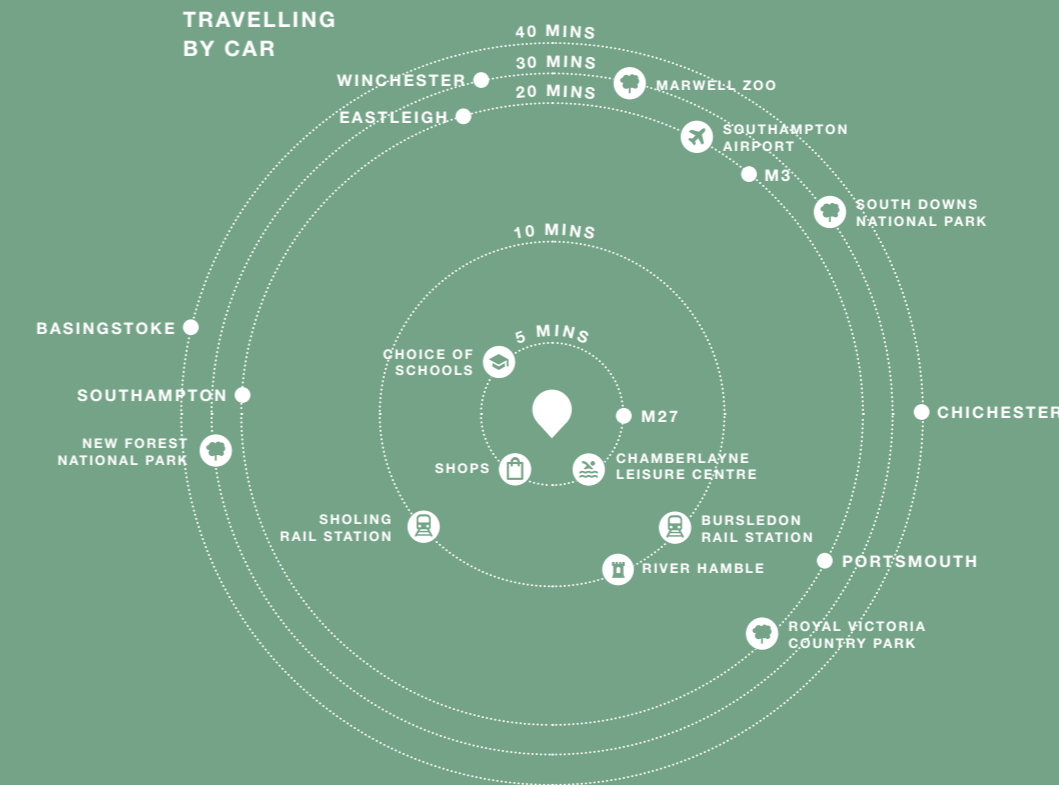 TRAVELLING
BY CAR
40 MINS
30 MINS
20 MINS
WINCHESTER
MARWELL ZOO
EASTLEIGH
SOUTHAMPTON
AIRPORT
M3
SOUTH DOWNS
NATIONAL PARK
10 MINS
BASINGSTOKE
5 MINS
CHOICE OF
SCHOOLS
SOUTHAMPTON
M27
CHICHESTER
NEW FOREST
NATIONAL PARK
SHOPS
CHAMBERLAYNE
LEISURE CENTRE
SHOLING
RAIL STATION
BURSLEDON
RAIL STATION
RIVER HAMBLE
PORTSMOUTH
ROYAL VICTORIA
COUNTRY PARK